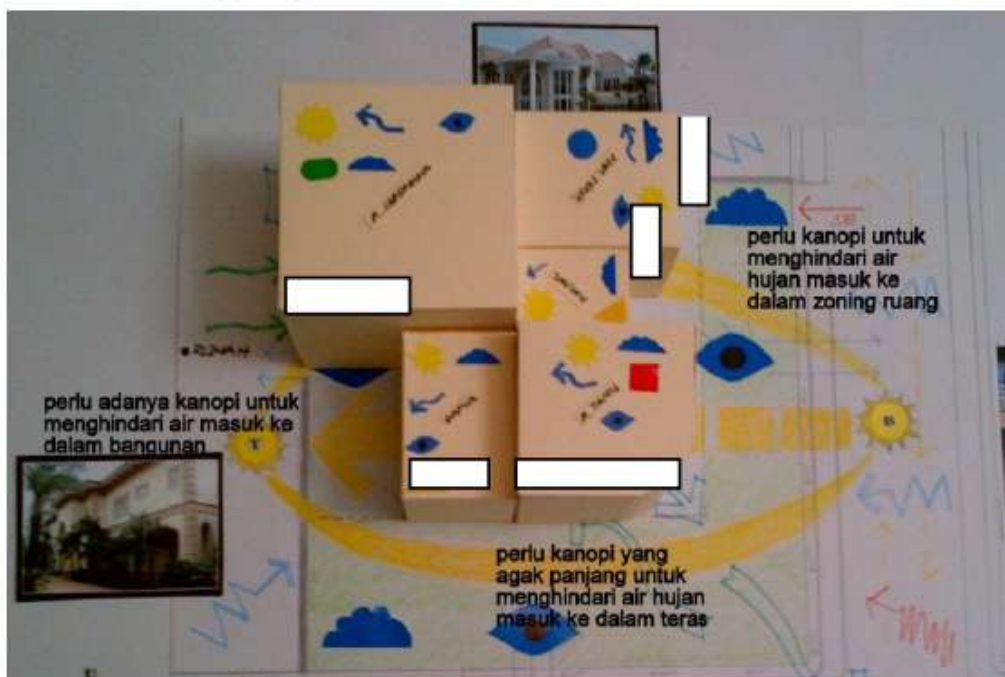 perlu kanopi untuk
menghindari air
hujan masuk ke
dalam zoning ruang
perlu adanya kanopi untuk
menghindari air masuk ke
dalam bangunan
T
B
perlu kanopi yang
agak panjang untuk
menghindari air hujan
masuk ke dalam teras